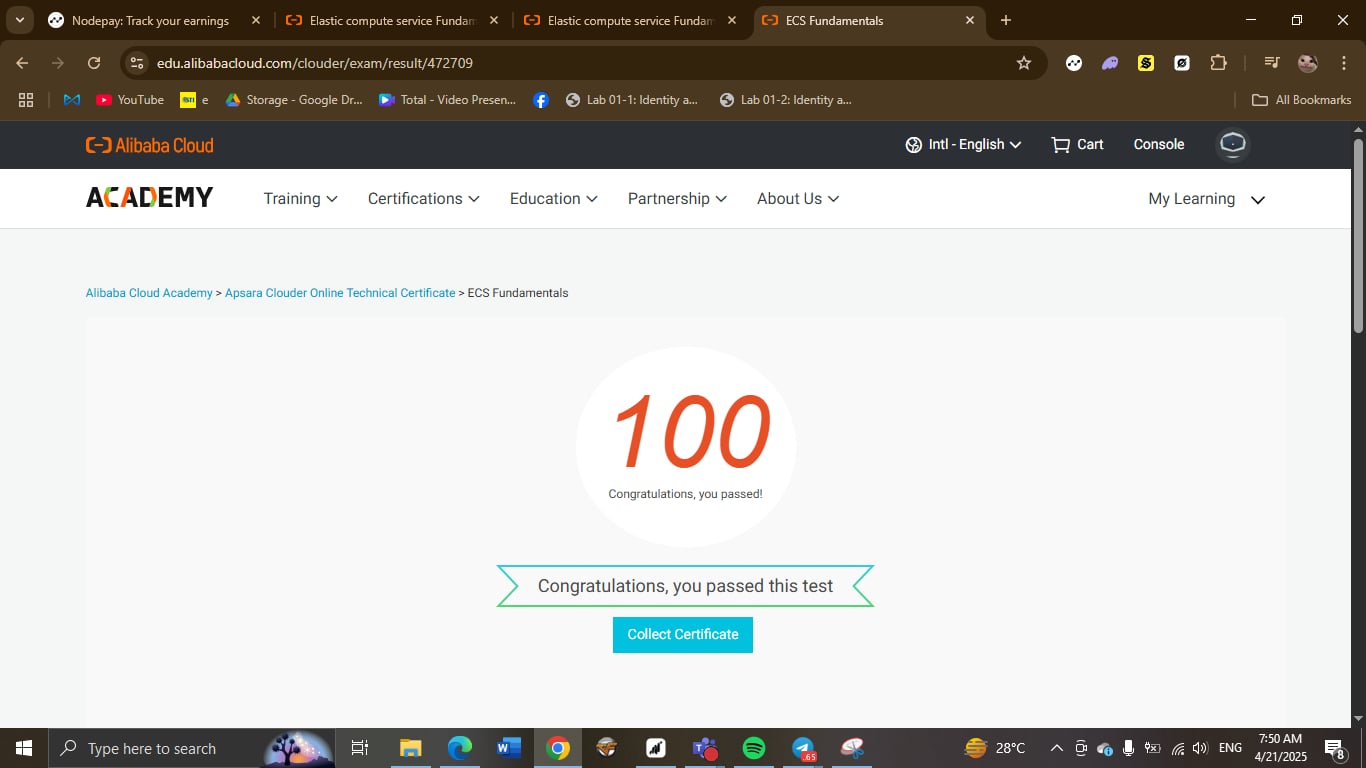 Nodepay: Track your earnings
Elastic compute service Fundam
Elastic compute service Fundam
ECS Fundamentals
edu.alibabacloud.com/clouder/exam/result/472709
YouTube
e
Storage - Google Dr...
Total - Video Presen...
Lab 01-1: Identity a...
Lab 01-2: Identity a...
All Bookmarks
Alibaba Cloud
Intl - English
Cart
Console
ACADEMY
Training
Certifications
Education
Partnership
About Us
My Learning
Alibaba Cloud Academy > Apsara Clouder Online Technical Certificate > ECS Fundamentals
100
Congratulations, you passed!
Congratulations, you passed this test
Collect Certificate
Type here to search
.65
28°C
ENG
7:50 AM
4/21/2025
8